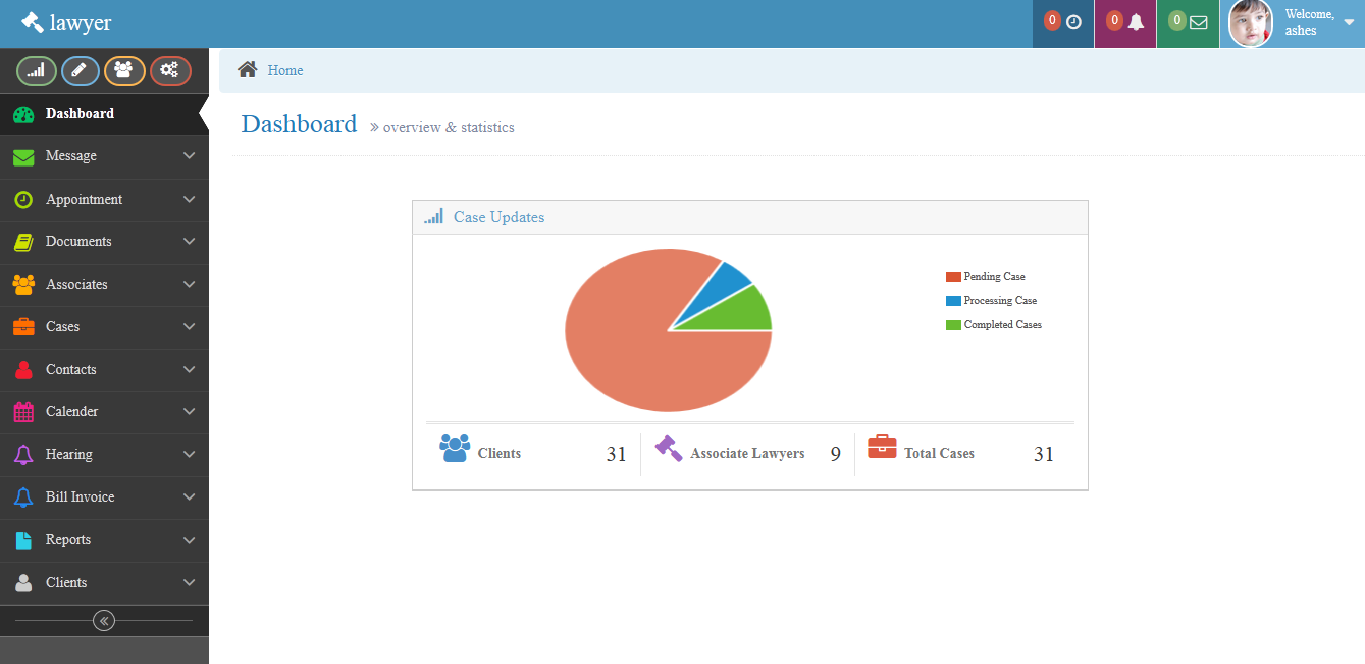 lawyer
0
0
0
Welcome,
ashes
Home
Dashboard
Message
Appointment
Documents
Associates
Cases
Contacts
Calender
Hearing
Bill Invoice
Reports
Clients
Dashboard » overview & statistics
Case Updates
Pending Case
Processing Case
Completed Cases
Clients 31
Associate Lawyers 9
Total Cases 31